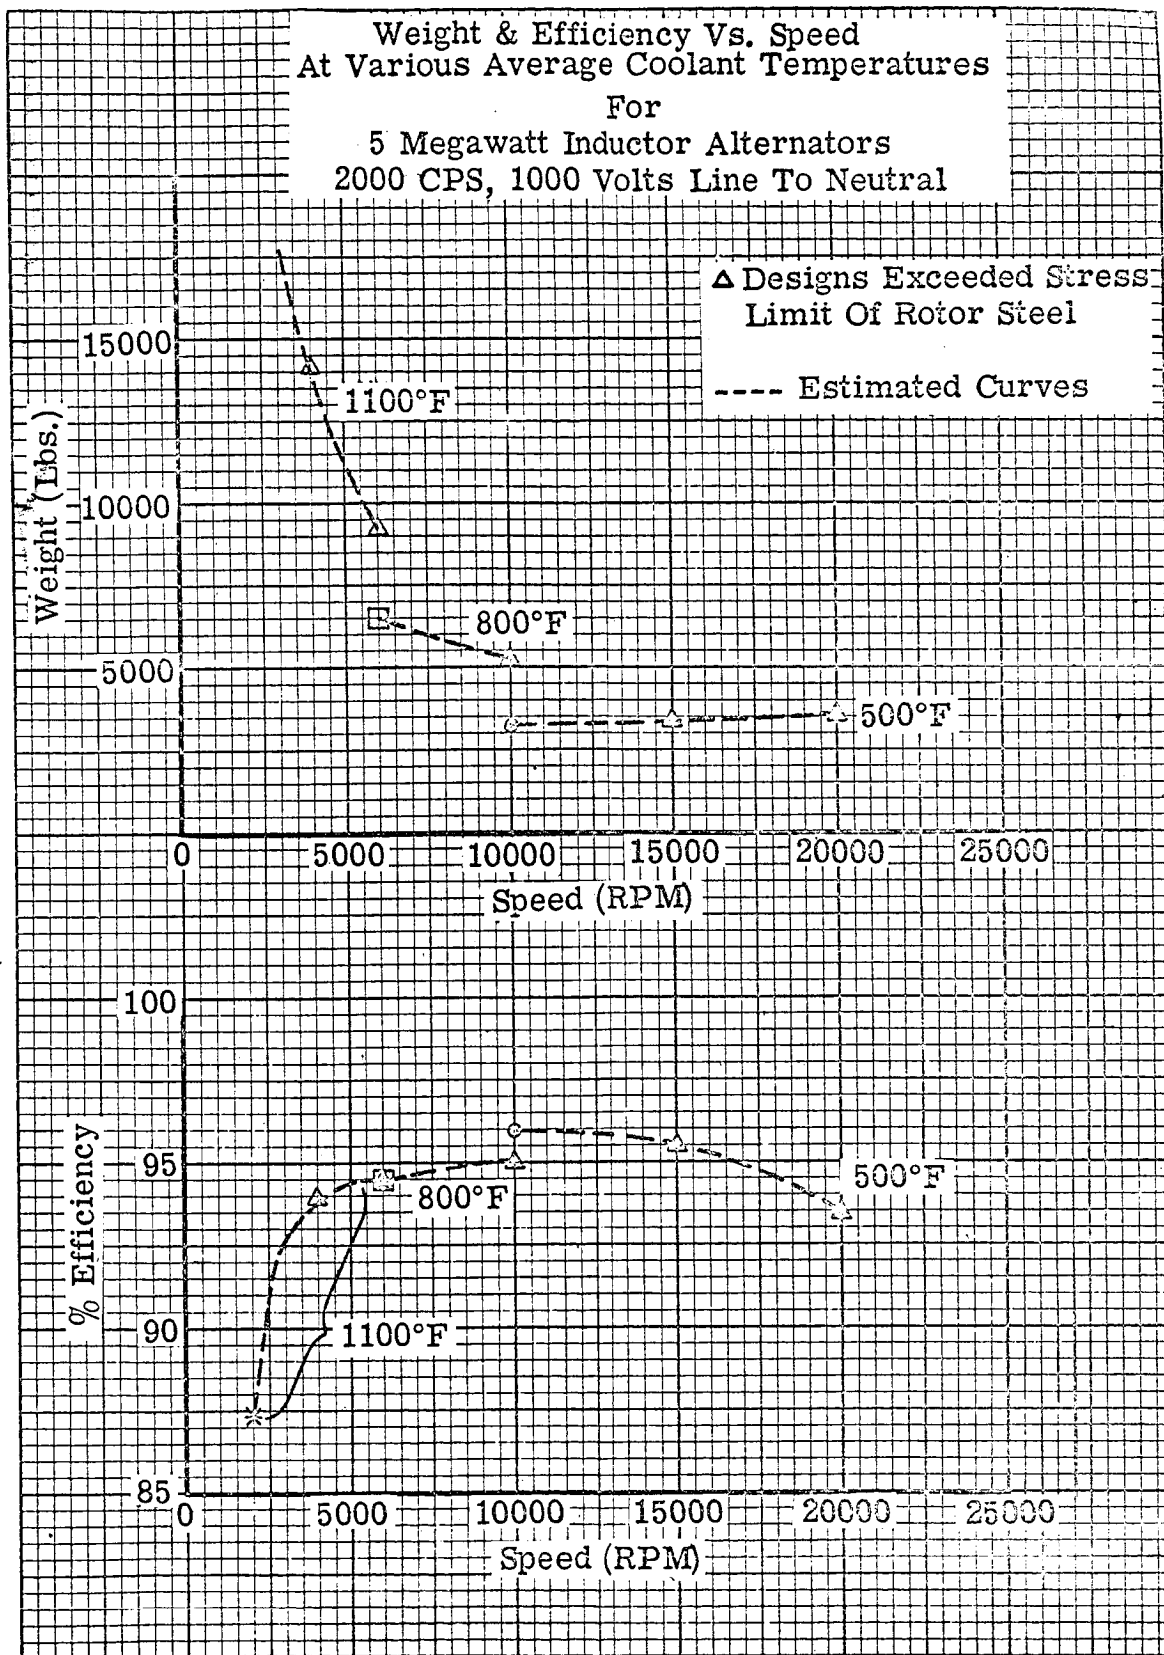 Weight & Efficiency Vs. Speed
At Various Average Coolant Temperatures
For
5 Megawatt Inductor Alternators
2000 CPS, 1000 Volts Line To Neutral
Δ Designs Exceeded Stress
Limit Of Rotor Steel
---- Estimated Curves
Weight (Lbs.)
15000
10000
5000
1100°F
800°F
500°F
0 5000 10000 15000 20000 25000
Speed (RPM)
% Efficiency
100
95
90
85
800°F
500°F
1100°F
0 5000 10000 15000 20000 25000
Speed (RPM)